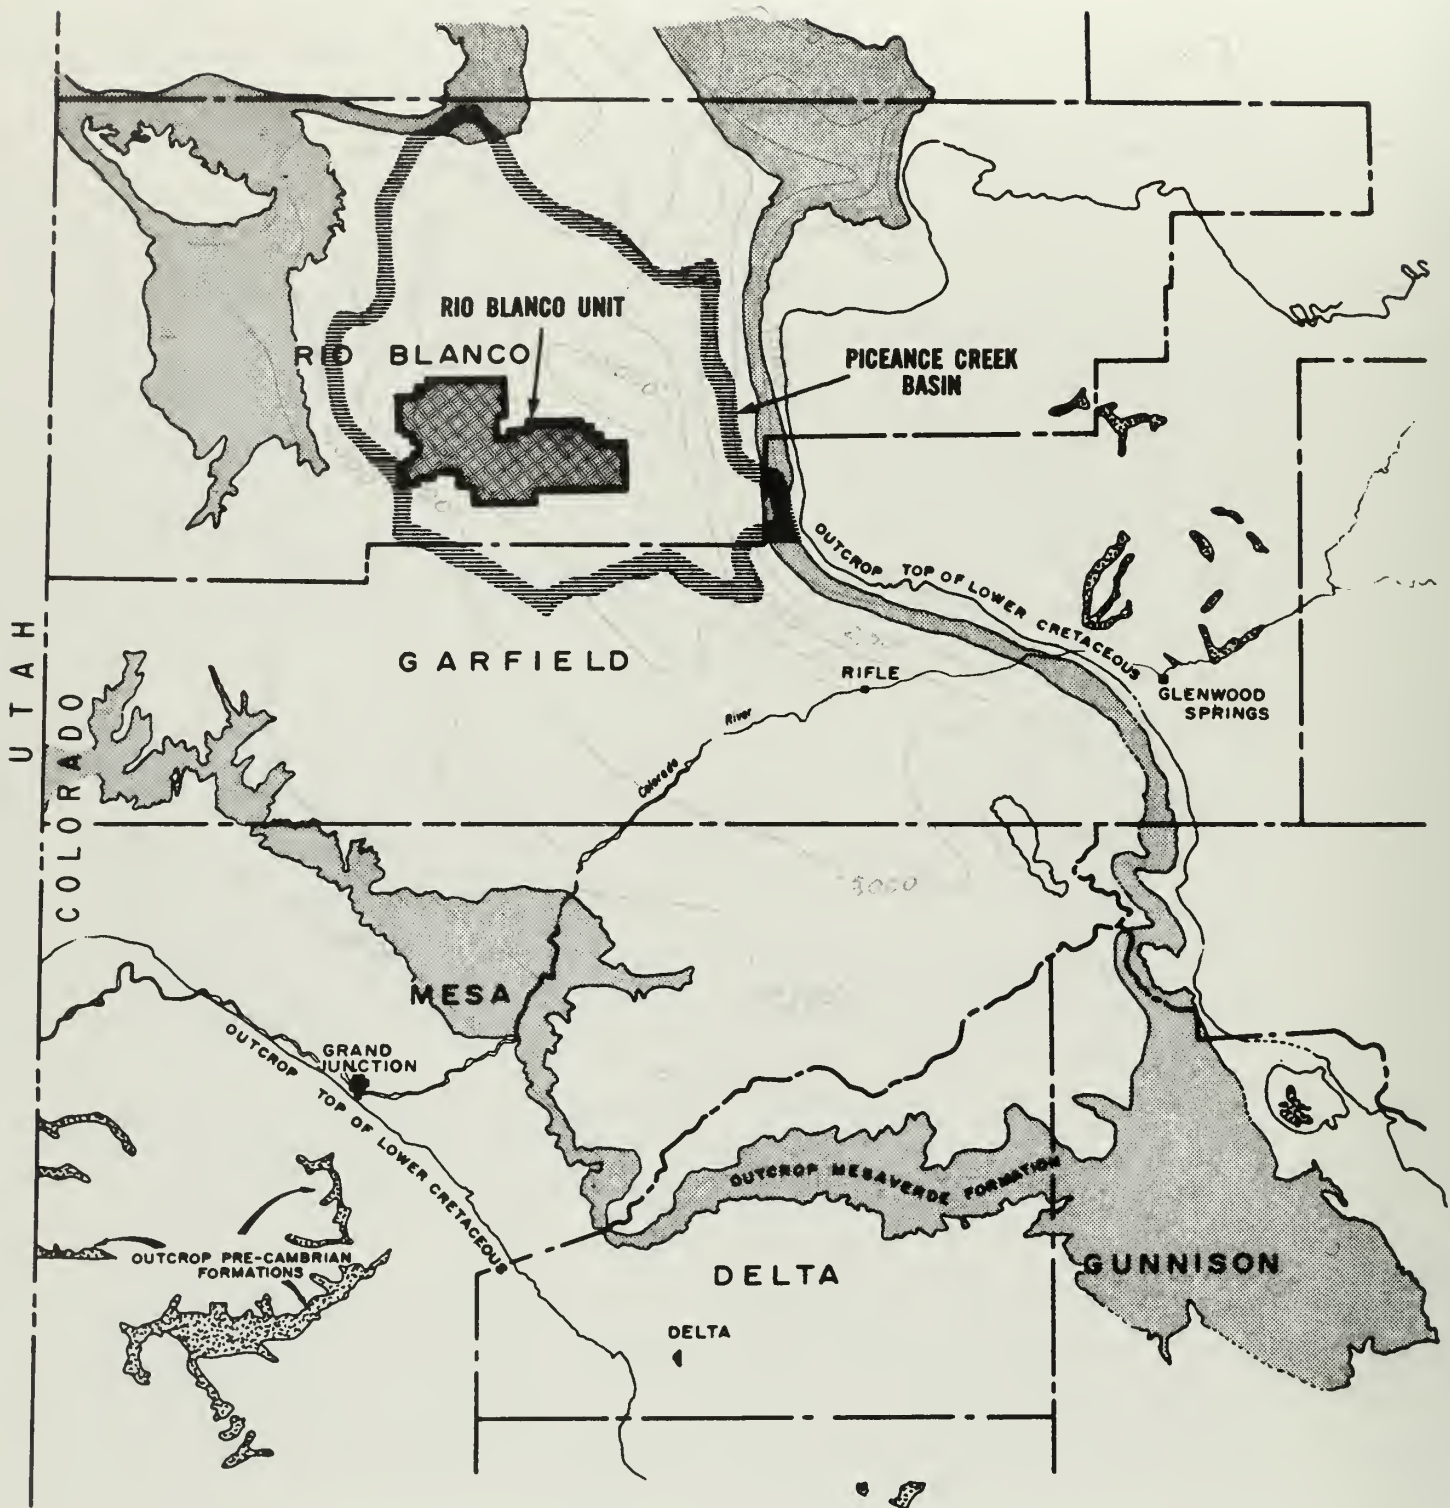 RIO BLANCO UNIT
RIO BLANCO
PICEANCE CREEK
BASIN
OUTCROP TOP OF LOWER CRETACEOUS
UTAH
COLORADO
GARFIELD
RIFLE
GLENWOOD
SPRINGS
Colorado River
5000
MESA
GRAND
JUNCTION
OUTCROP TOP OF LOWER CRETACEOUS
OUTCROP MESAVERDE FORMATION
OUTCROP PRE-CAMBRIAN
FORMATIONS
DELTA
GUNNISON
DELTA